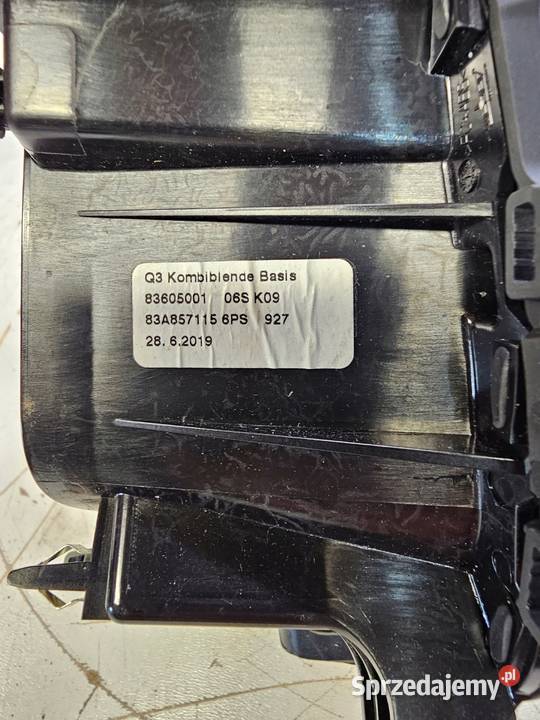 Q3 Kombiblende Basis
83605001 06S K09
83A857115 6PS 927
28. 6.2019
Sprzedajemy.pl